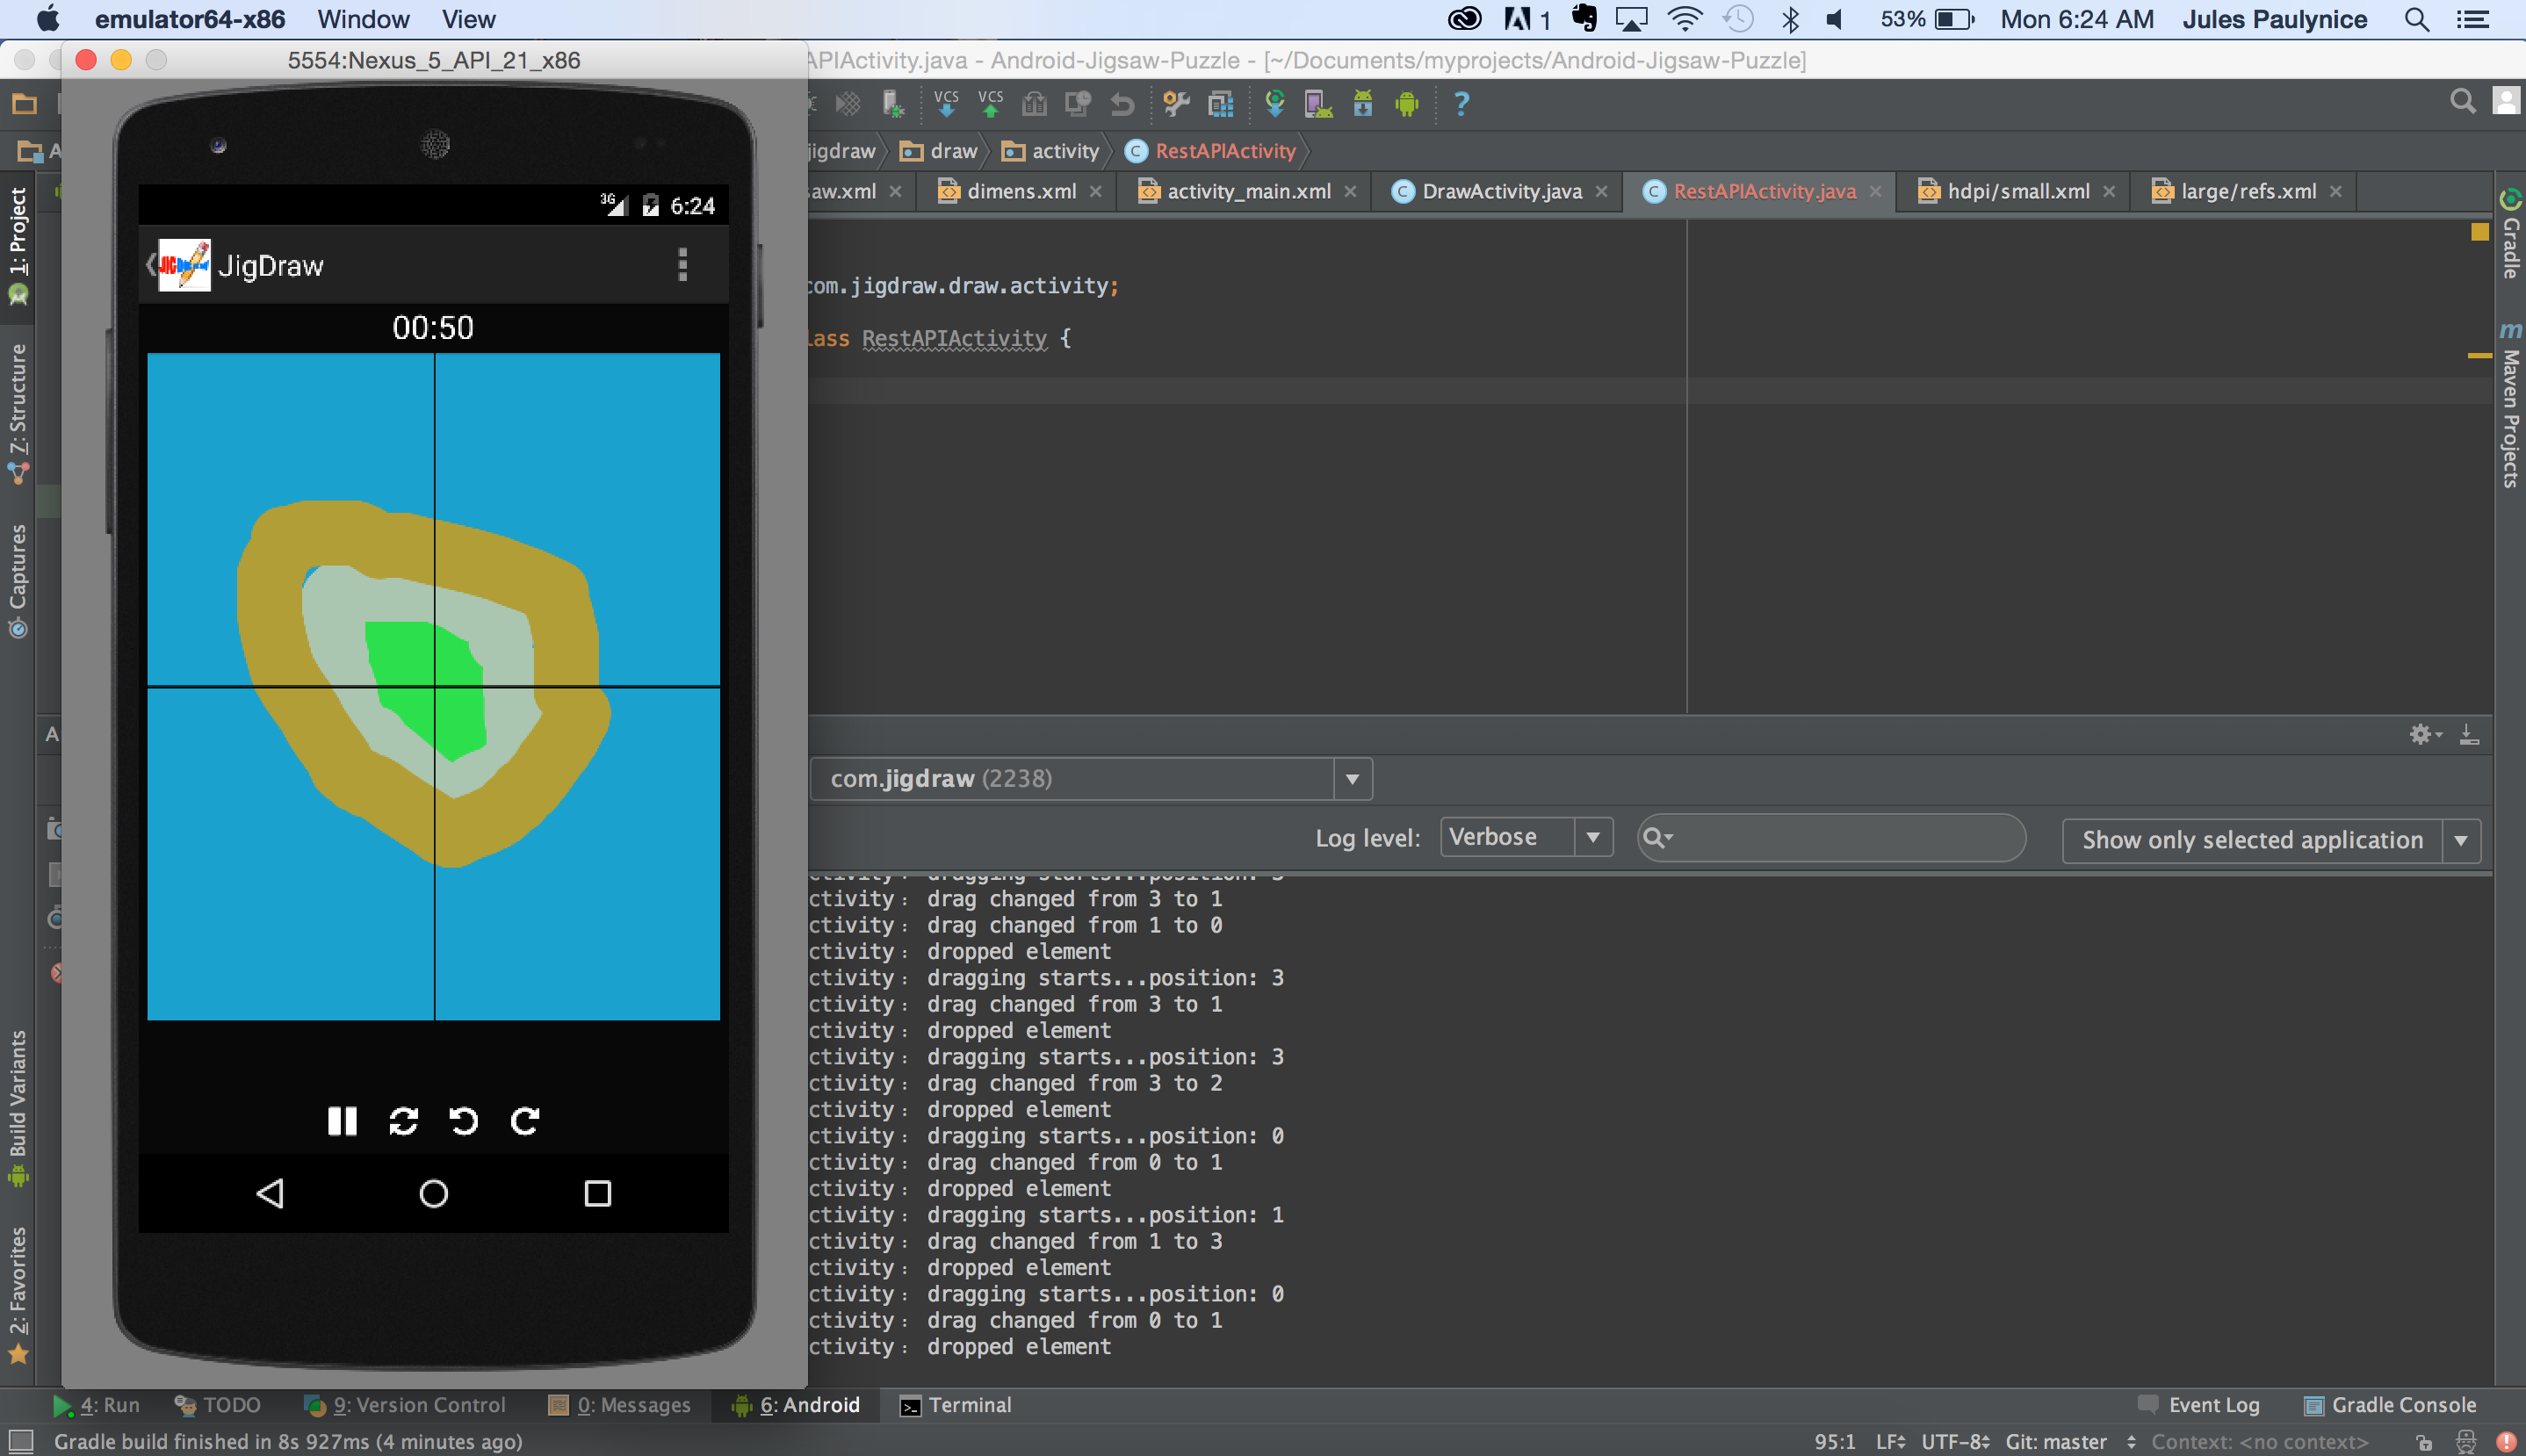 emulator64-x86 Window View 1 53% Mon 6:24 AM Jules Paulynice
5554:Nexus_5_API_21_x86
APIActivity.java - Android-Jigsaw-Puzzle - [~/Documents/myprojects/Android-Jigsaw-Puzzle]
VCS VCS ?
A jigdraw draw activity C RestAPIActivity
saw.xml dimens.xml activity_main.xml C DrawActivity.java C RestAPIActivity.java hdpi/small.xml large/refs.xml
1: Project
7: Structure
Captures
Build Variants
2: Favorites
3G 6:24
JIGDraw JigDraw
00:50
com.jigdraw.draw.activity;
lass RestAPIActivity {
Gradle
m Maven Projects
A
com.jigdraw (2238)
Log level: Verbose Show only selected application
ctivity: dragging starts...position: 3
ctivity: drag changed from 3 to 1
ctivity: drag changed from 1 to 0
ctivity: dropped element
ctivity: dragging starts...position: 3
ctivity: drag changed from 3 to 1
ctivity: dropped element
ctivity: dragging starts...position: 3
ctivity: drag changed from 3 to 2
ctivity: dropped element
ctivity: dragging starts...position: 0
ctivity: drag changed from 0 to 1
ctivity: dropped element
ctivity: dragging starts...position: 1
ctivity: drag changed from 1 to 3
ctivity: dropped element
ctivity: dragging starts...position: 0
ctivity: drag changed from 0 to 1
ctivity: dropped element
4: Run TODO 9: Version Control 0: Messages 6: Android Terminal Event Log Gradle Console
Gradle build finished in 8s 927ms (4 minutes ago) 95:1 LF UTF-8 Git: master Context: <no context>